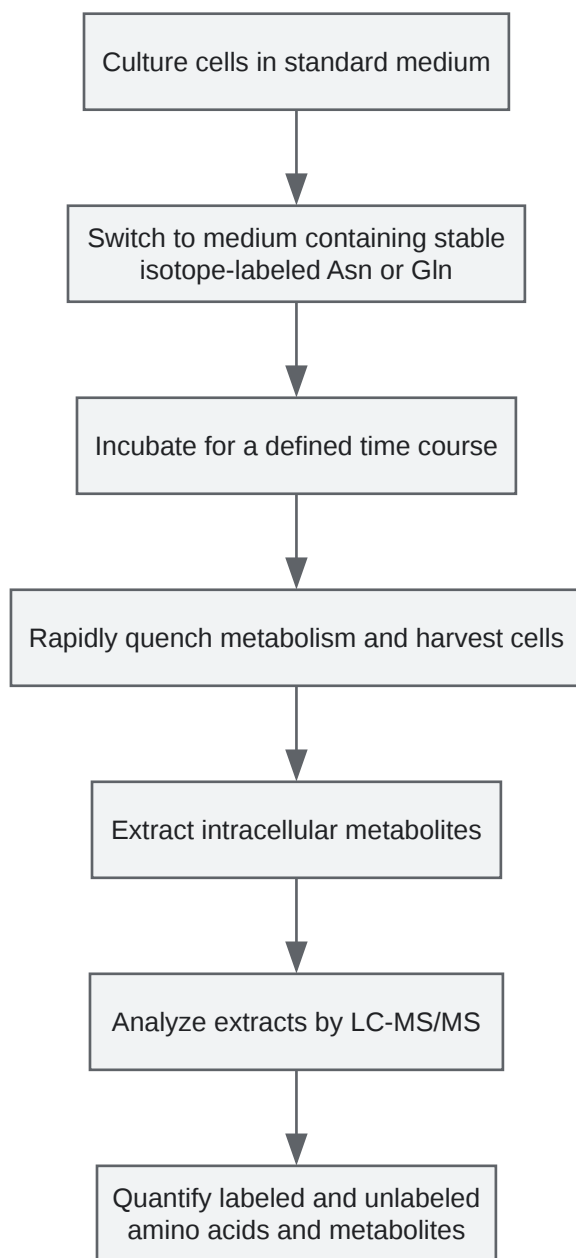 Culture cells in standard medium
Switch to medium containing stable
isotope-labeled Asn or Gln
Incubate for a defined time course
Rapidly quench metabolism and harvest cells
Extract intracellular metabolites
Analyze extracts by LC-MS/MS
Quantify labeled and unlabeled
amino acids and metabolites